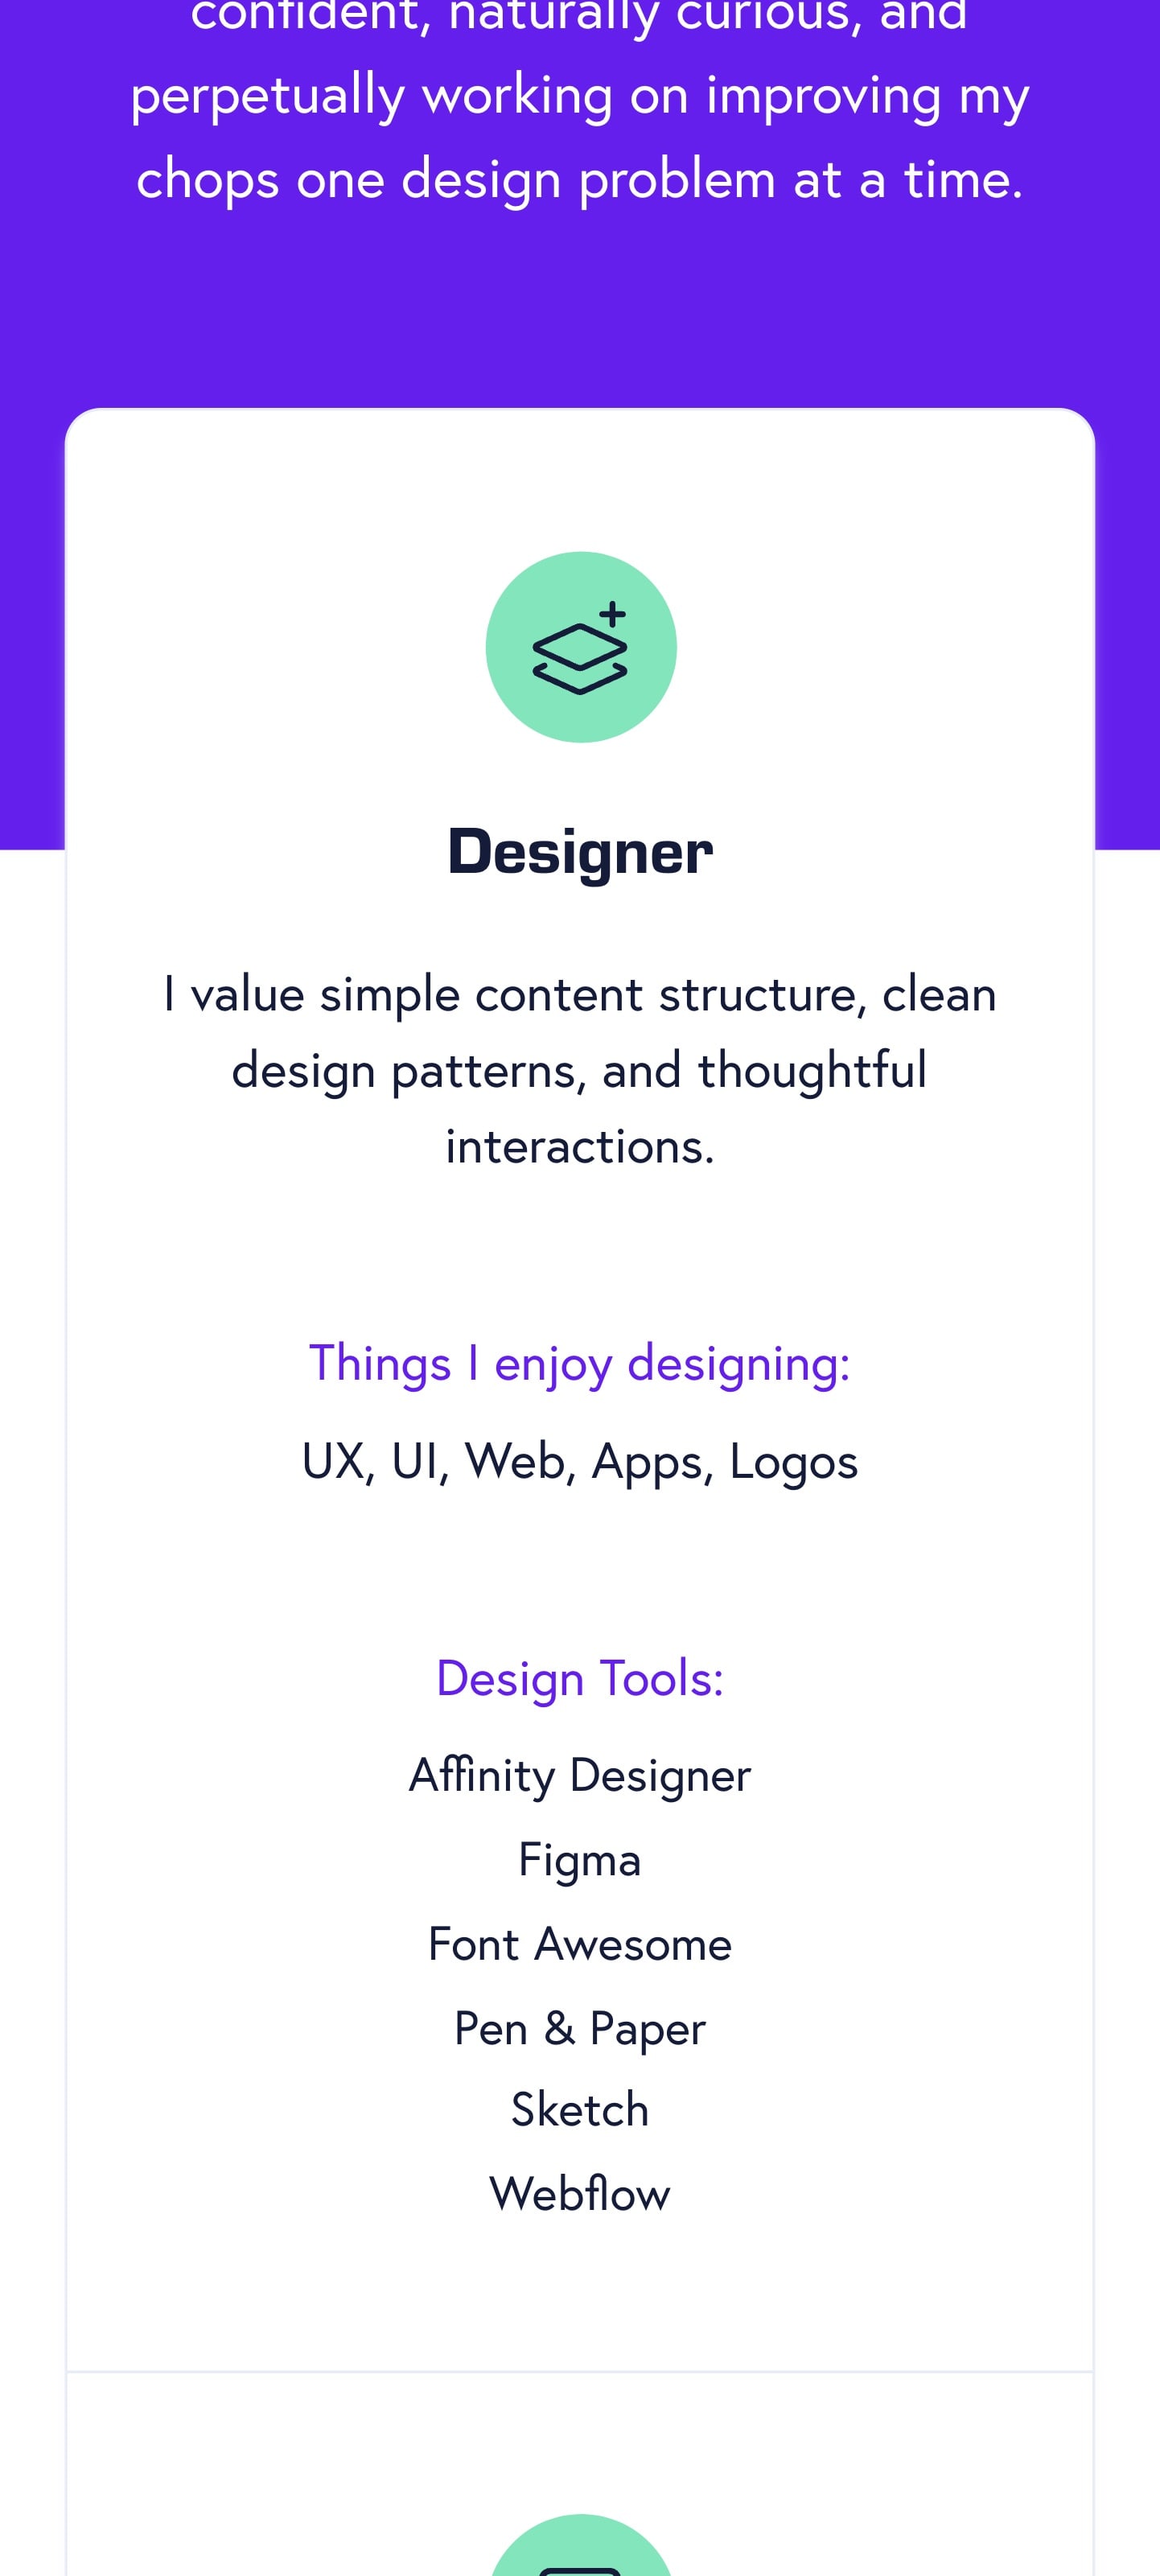 confident, naturally curious, and
perpetually working on improving my
chops one design problem at a time.
Designer
I value simple content structure, clean
design patterns, and thoughtful
interactions.
Things I enjoy designing:
UX, UI, Web, Apps, Logos
Design Tools:
Affinity Designer
Figma
Font Awesome
Pen & Paper
Sketch
Webflow